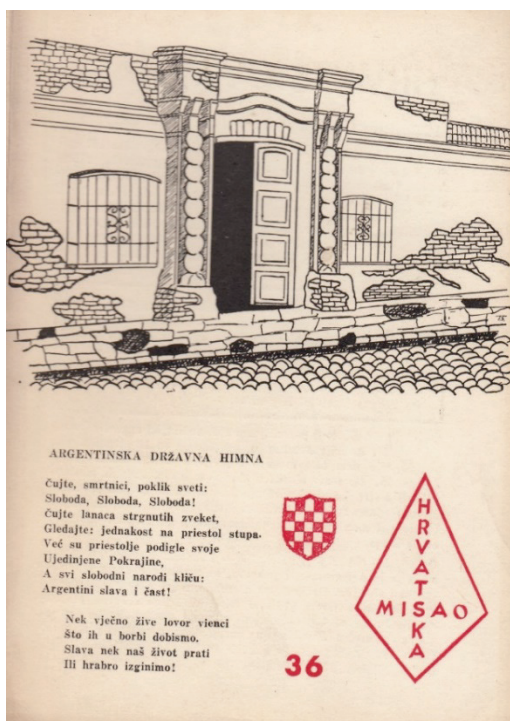 ARGENTINSKA DRŽAVNA HIMNA
Čujte, smrtnici, poklik sveti:
Sloboda, Sloboda, Sloboda!
Čujte lanaca strgnutih zveket,
Gledajte: jednakost na priestol stupa.
Već su priestolje podigle svoje
Ujedinjene Pokrajine,
A svi slobodni narodi kliču:
Argentini slava i čast!
Nek vječno žive lovor vienci
Što ih u borbi dobismo.
Slava nek naš život prati
Ili hrabro izginimo!
36
HRVATSKA
MISAO